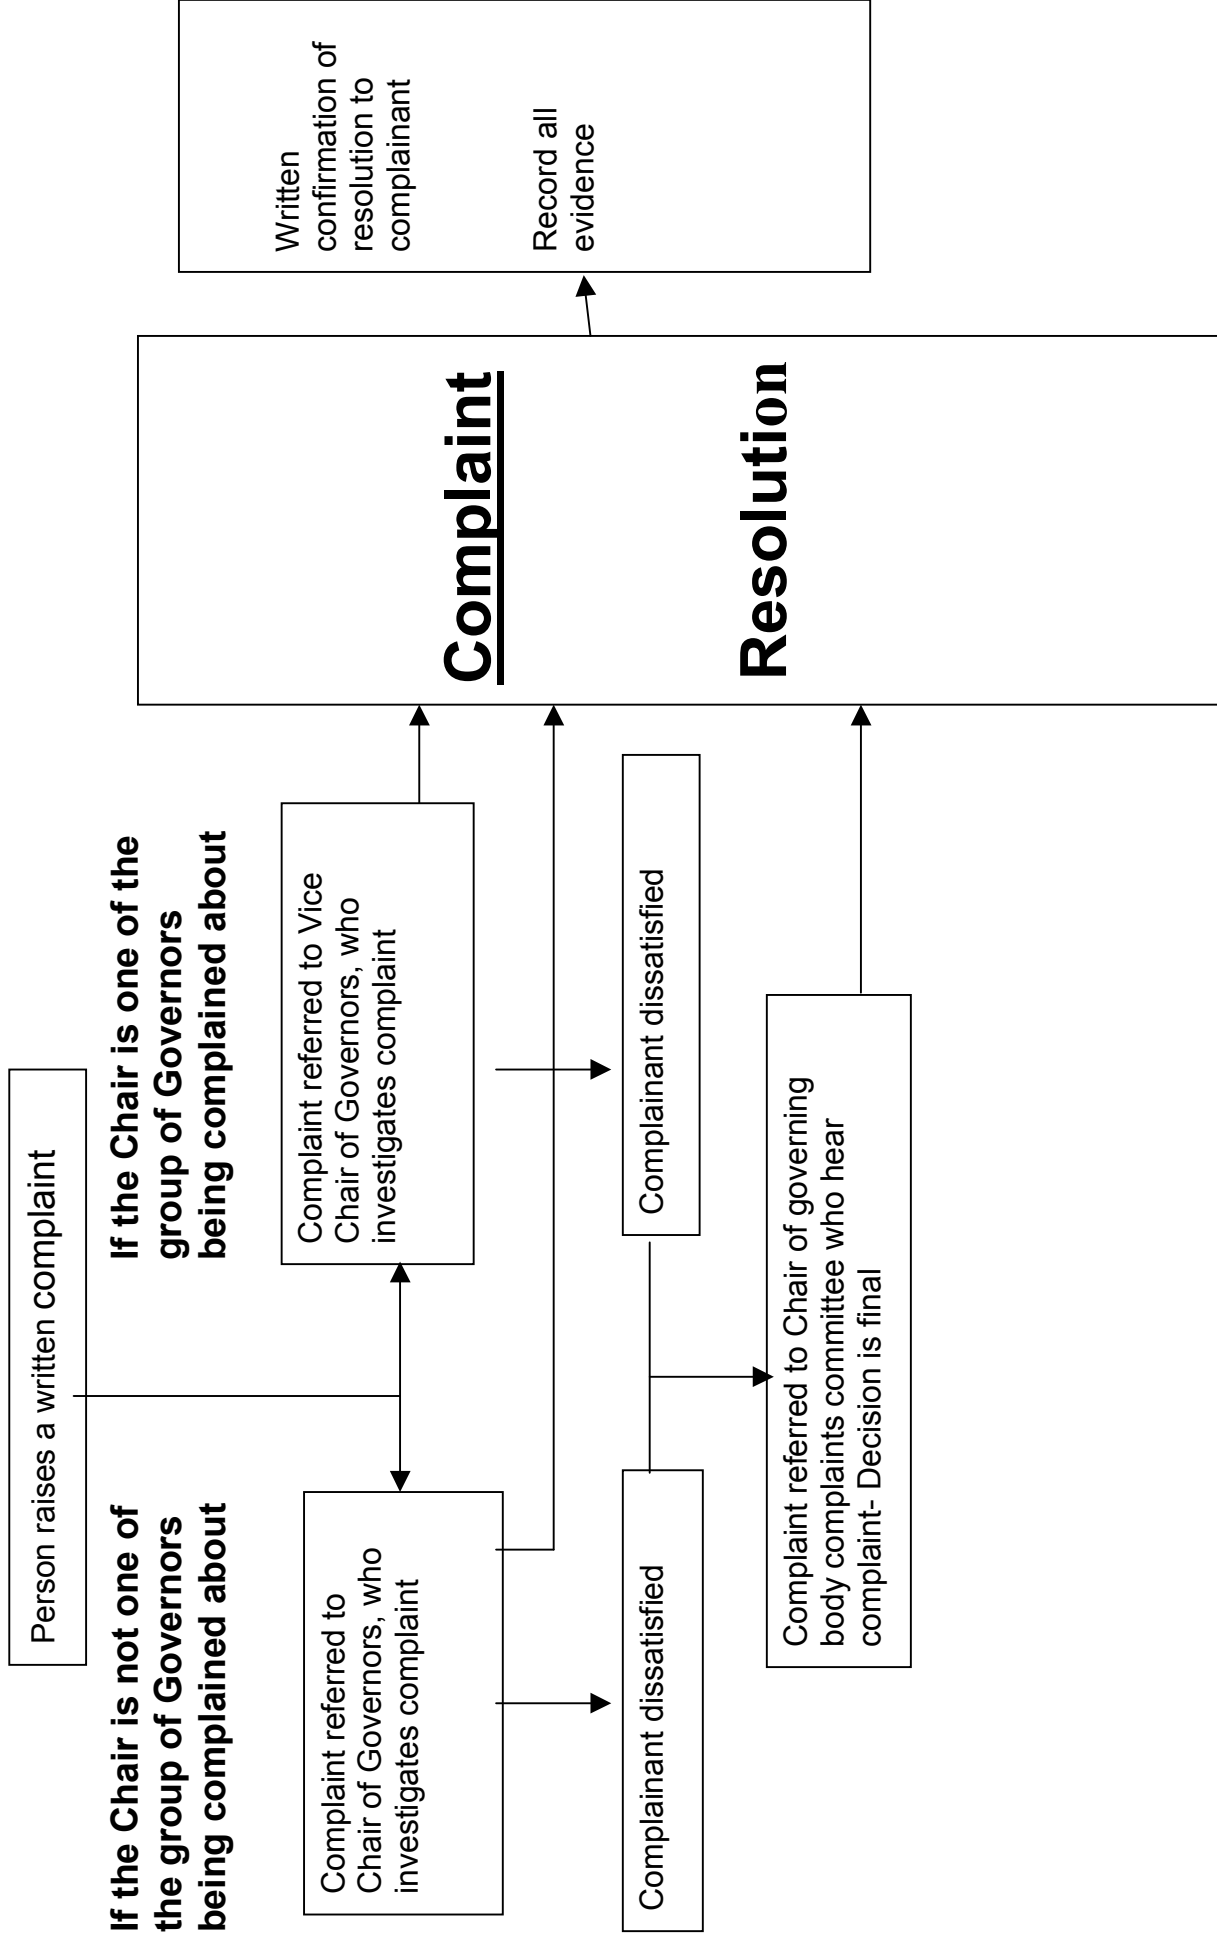 Person raises a written complaint
If the Chair is not one of
the group of Governors
being complained about
If the Chair is one of the
group of Governors
being complained about
Complaint referred to
Chair of Governors, who
investigates complaint
Complaint referred to Vice
Chair of Governors, who
investigates complaint
Complainant dissatisfied
Complainant dissatisfied
Complaint referred to Chair of governing
body complaints committee who hear
complaint- Decision is final
Complaint
Resolution
Written
confirmation of
resolution to
complainant
Record all
evidence